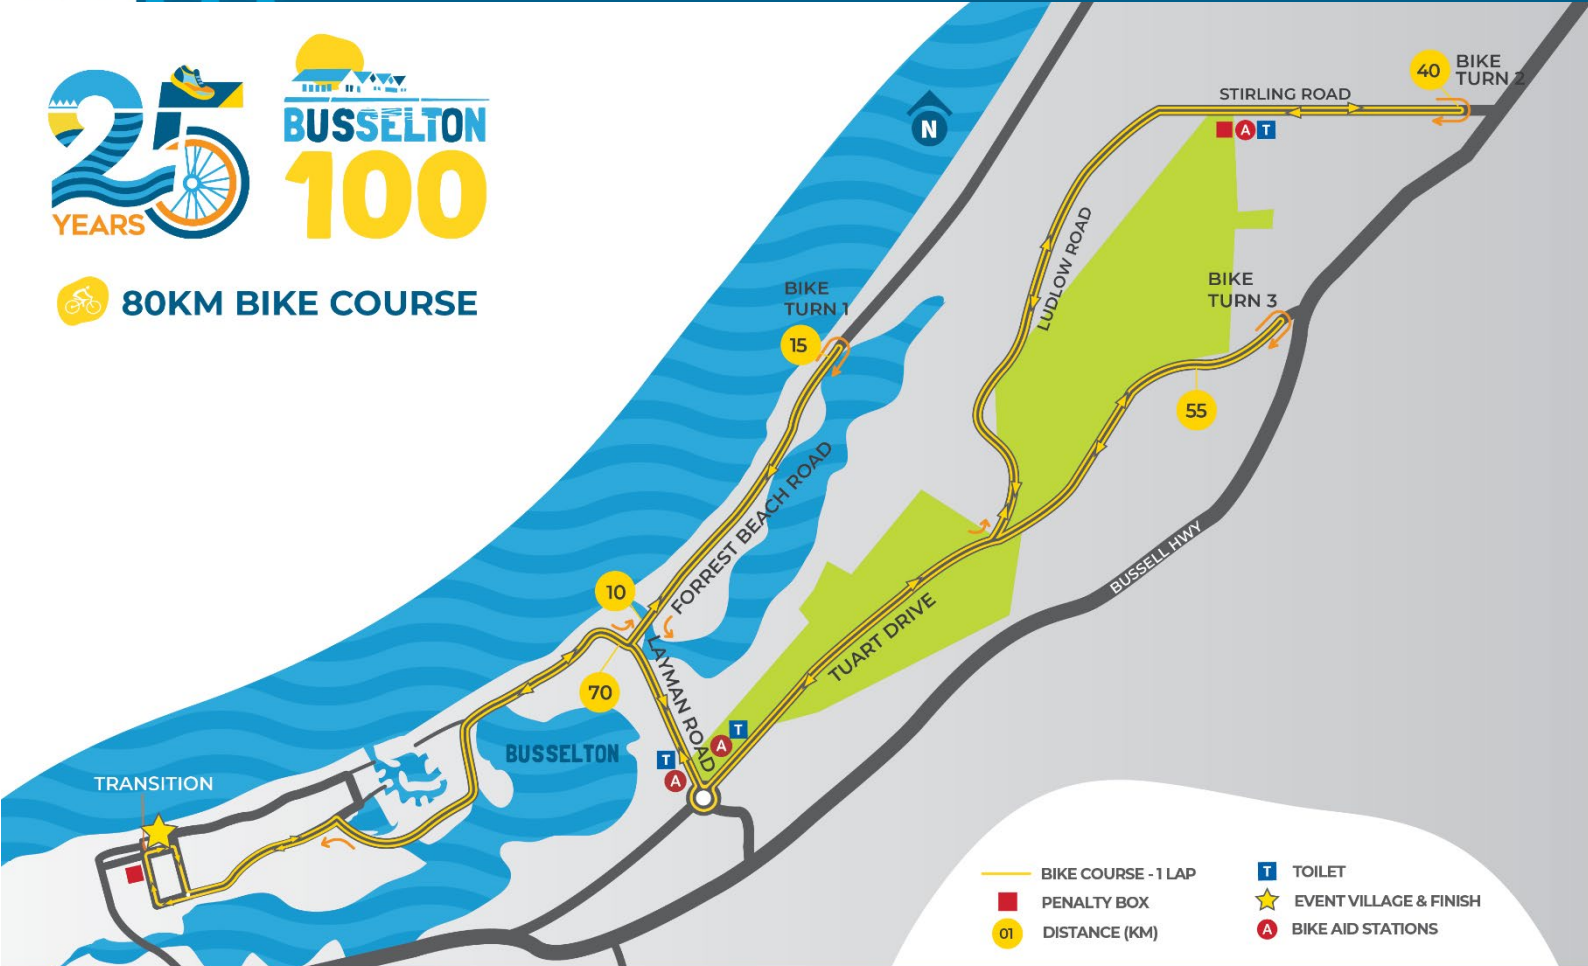 25
YEARS
BUSSELTON
100
80KM BIKE COURSE
N
40
BIKE
TURN 2
STIRLING ROAD
A T
LUDLOW ROAD
BIKE
TURN 3
BIKE
TURN 1
15
55
FORREST BEACH ROAD
BUSSELL HWY
10
TUART DRIVE
LAYMAN ROAD
70
BUSSELTON
T
A
T
A
TRANSITION
BIKE COURSE - 1 LAP
PENALTY BOX
01 DISTANCE (KM)
T TOILET
EVENT VILLAGE & FINISH
A BIKE AID STATIONS